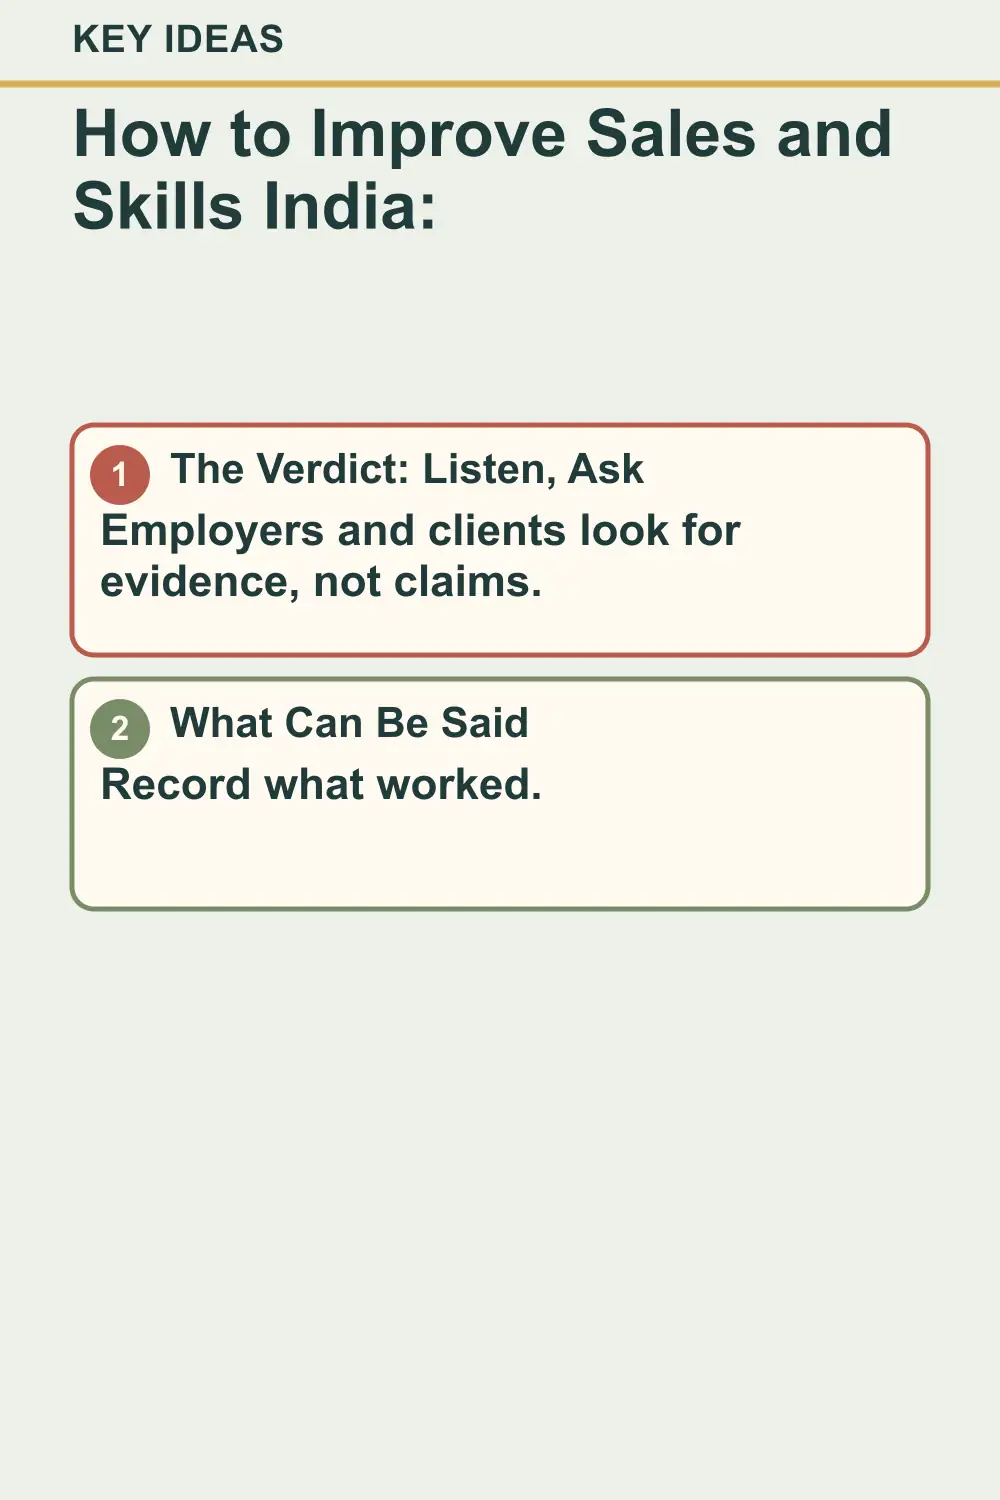 KEY IDEAS
How to Improve Sales and
Skills India:
1 The Verdict: Listen, Ask
Employers and clients look for
evidence, not claims.
2 What Can Be Said
Record what worked.